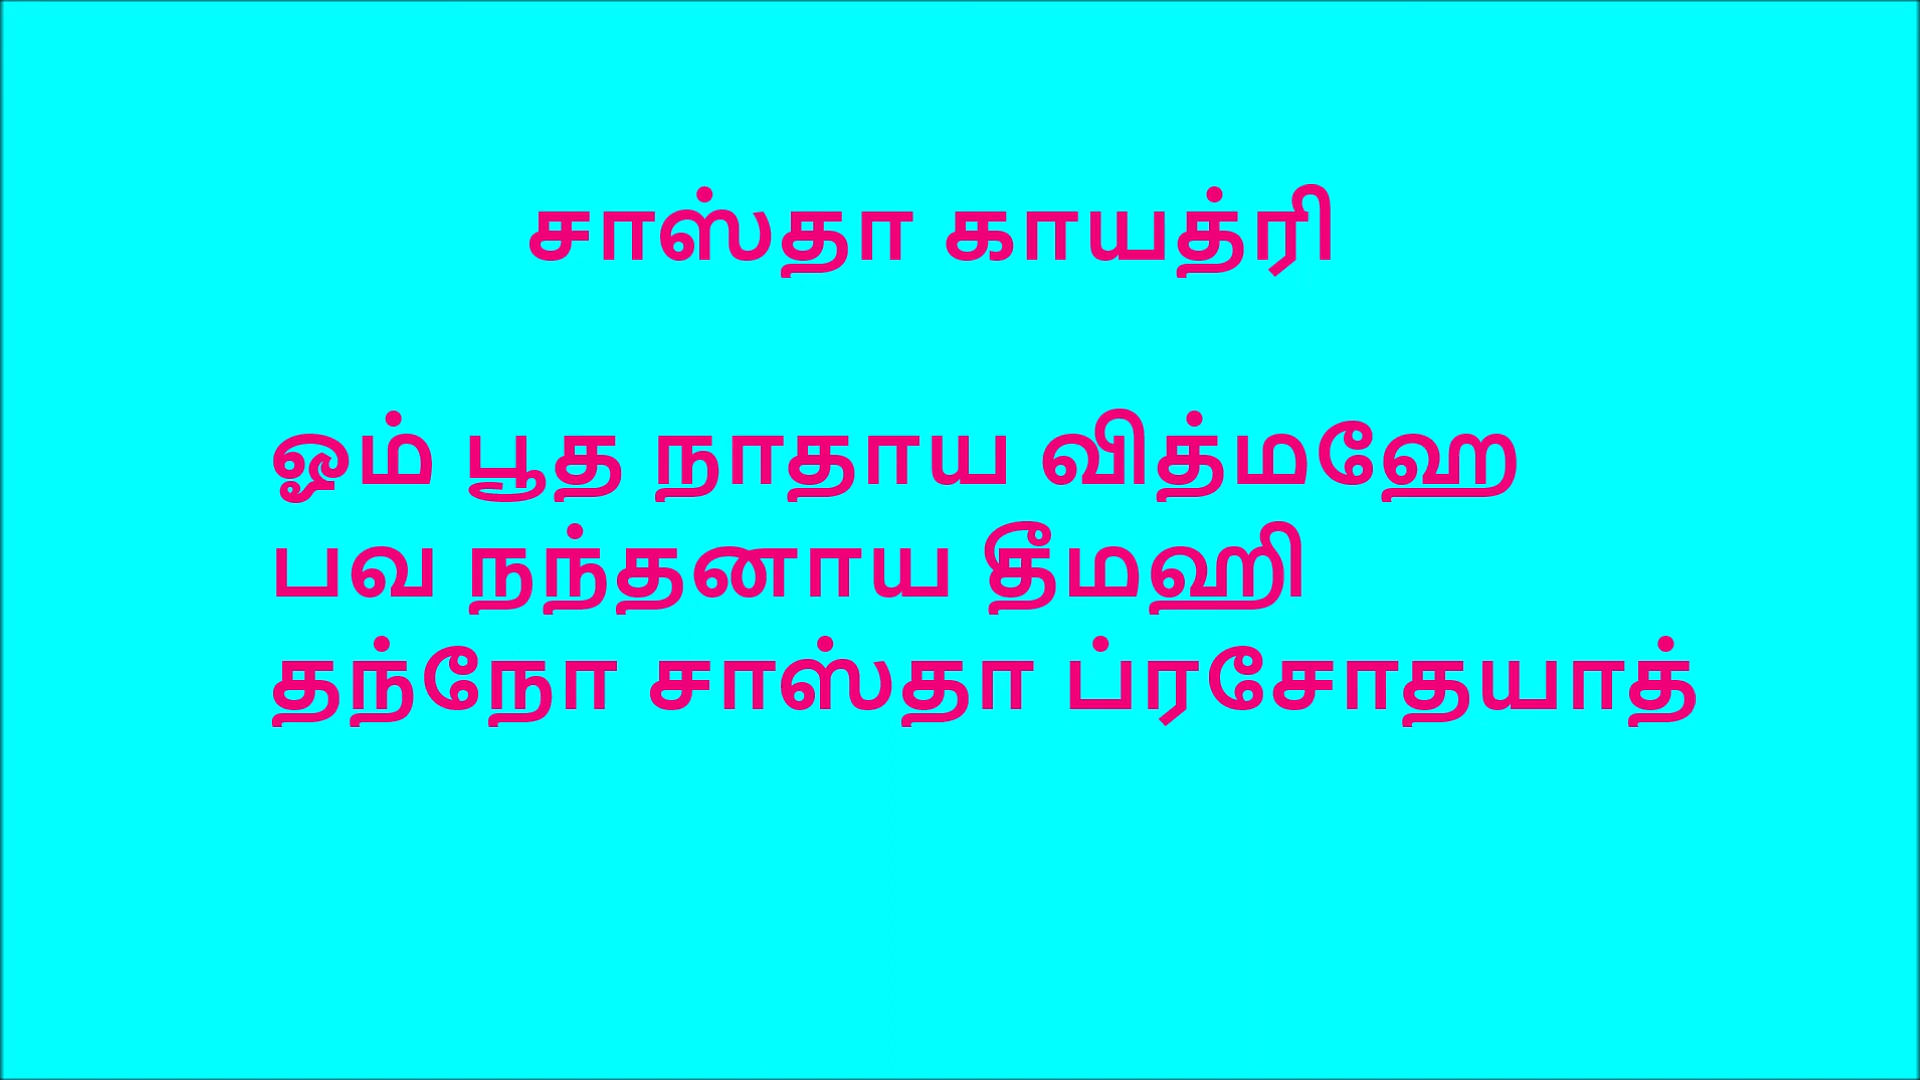 சாஸ்தா காயத்ரி
ஓம் பூத நாதாய வித்மஹே
பவ நந்தனாய தீமஹி
தந்நோ சாஸ்தா ப்ரசோதயாத்